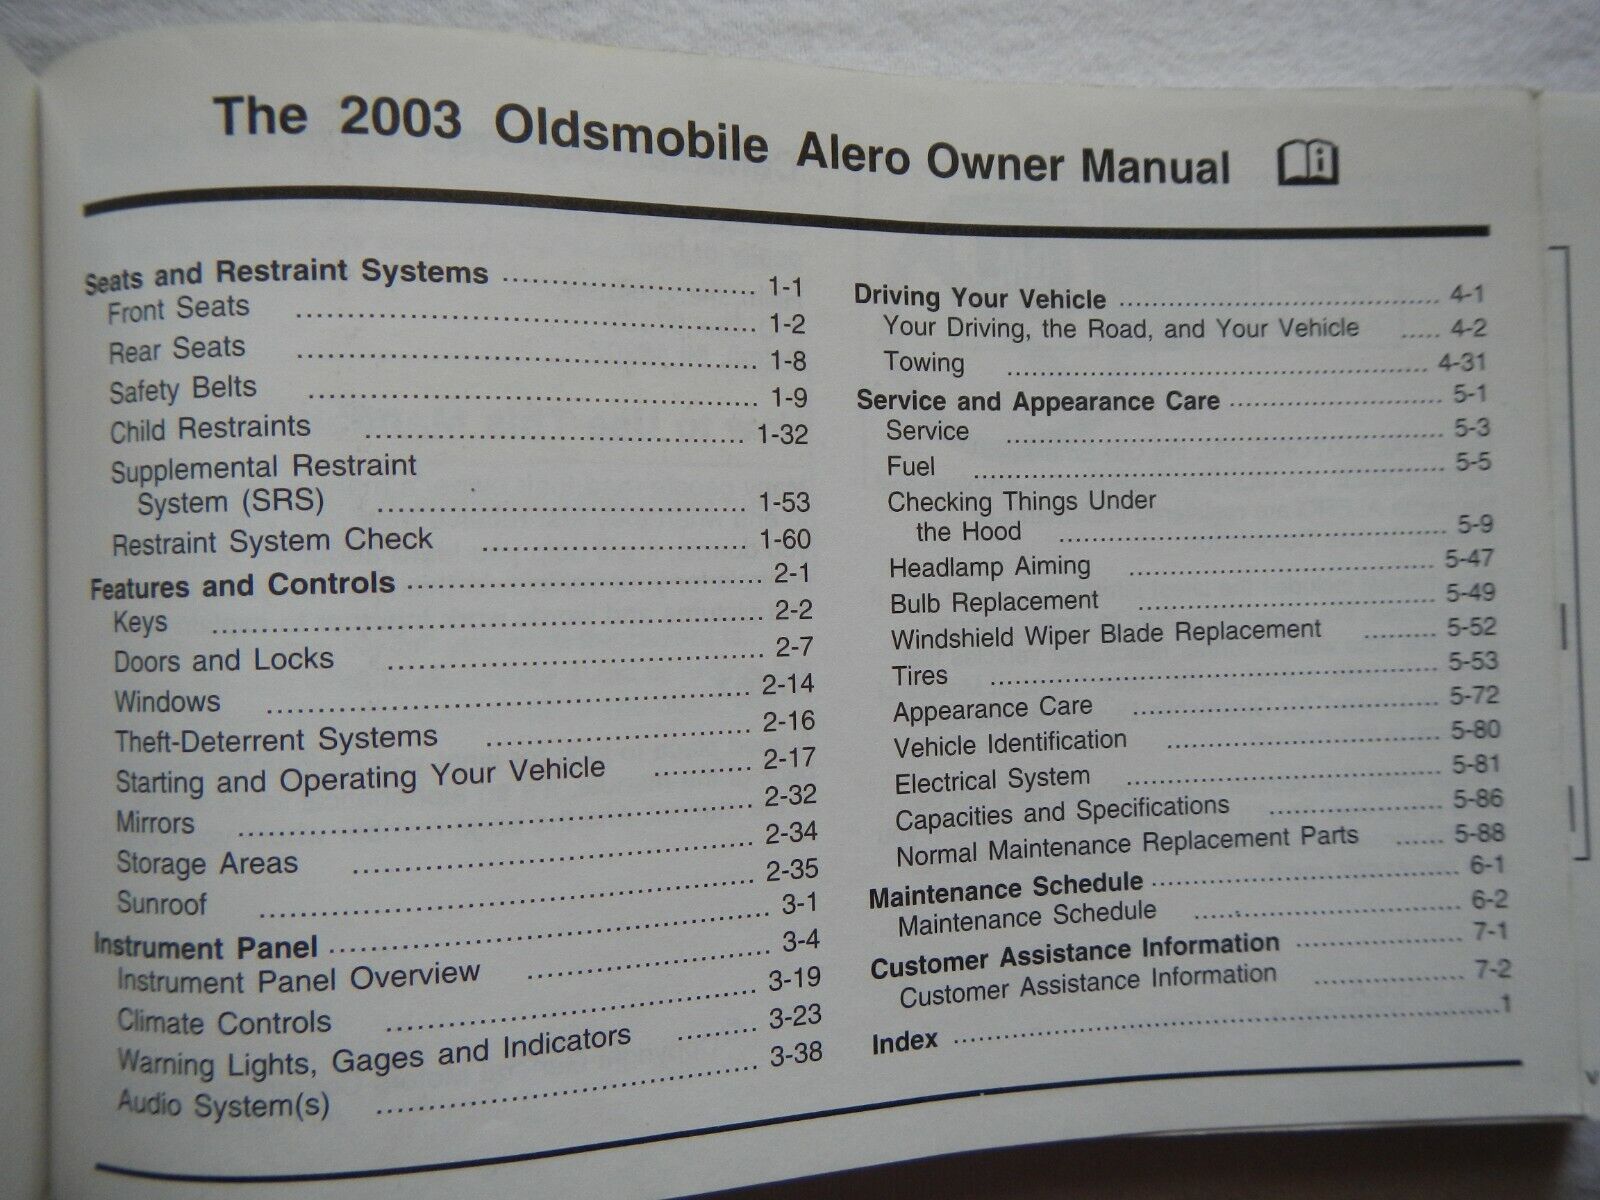 The 2003 Oldsmobile Alero Owner Manual
Seats and Restraint Systems ............................ 1-1
Front Seats ................................................. 1-2
Rear Seats ................................................. 1-8
Safety Belts ................................................ 1-9
Child Restraints ......................................... 1-32
Supplemental Restraint
System (SRS) ........................................ 1-53
Restraint System Check ............................ 1-60
Features and Controls ..................................... 2-1
Keys ........................................................... 2-2
Doors and Locks ........................................ 2-7
Windows .................................................... 2-14
Theft-Deterrent Systems ............................ 2-16
Starting and Operating Your Vehicle ........... 2-17
Mirrors ....................................................... 2-32
Storage Areas ........................................... 2-34
Sunroof ...................................................... 2-35
Instrument Panel .............................................. 3-1
Instrument Panel Overview ......................... 3-4
Climate Controls ........................................ 3-19
Warning Lights, Gages and Indicators ......... 3-23
Audio System(s) ......................................... 3-38
Driving Your Vehicle ....................................... 4-1
Your Driving, the Road, and Your Vehicle ..... 4-2
Towing ....................................................... 4-31
Service and Appearance Care .......................... 5-1
Service ....................................................... 5-3
Fuel ............................................................ 5-5
Checking Things Under
the Hood ................................................ 5-9
Headlamp Aiming ...................................... 5-47
Bulb Replacement ..................................... 5-49
Windshield Wiper Blade Replacement ......... 5-52
Tires .......................................................... 5-53
Appearance Care ....................................... 5-72
Vehicle Identification .................................. 5-80
Electrical System ....................................... 5-81
Capacities and Specifications ..................... 5-86
Normal Maintenance Replacement Parts ...... 5-88
Maintenance Schedule ..................................... 6-1
Maintenance Schedule ................................ 6-2
Customer Assistance Information .................... 7-1
Customer Assistance Information ................. 7-2
Index .................................................................1